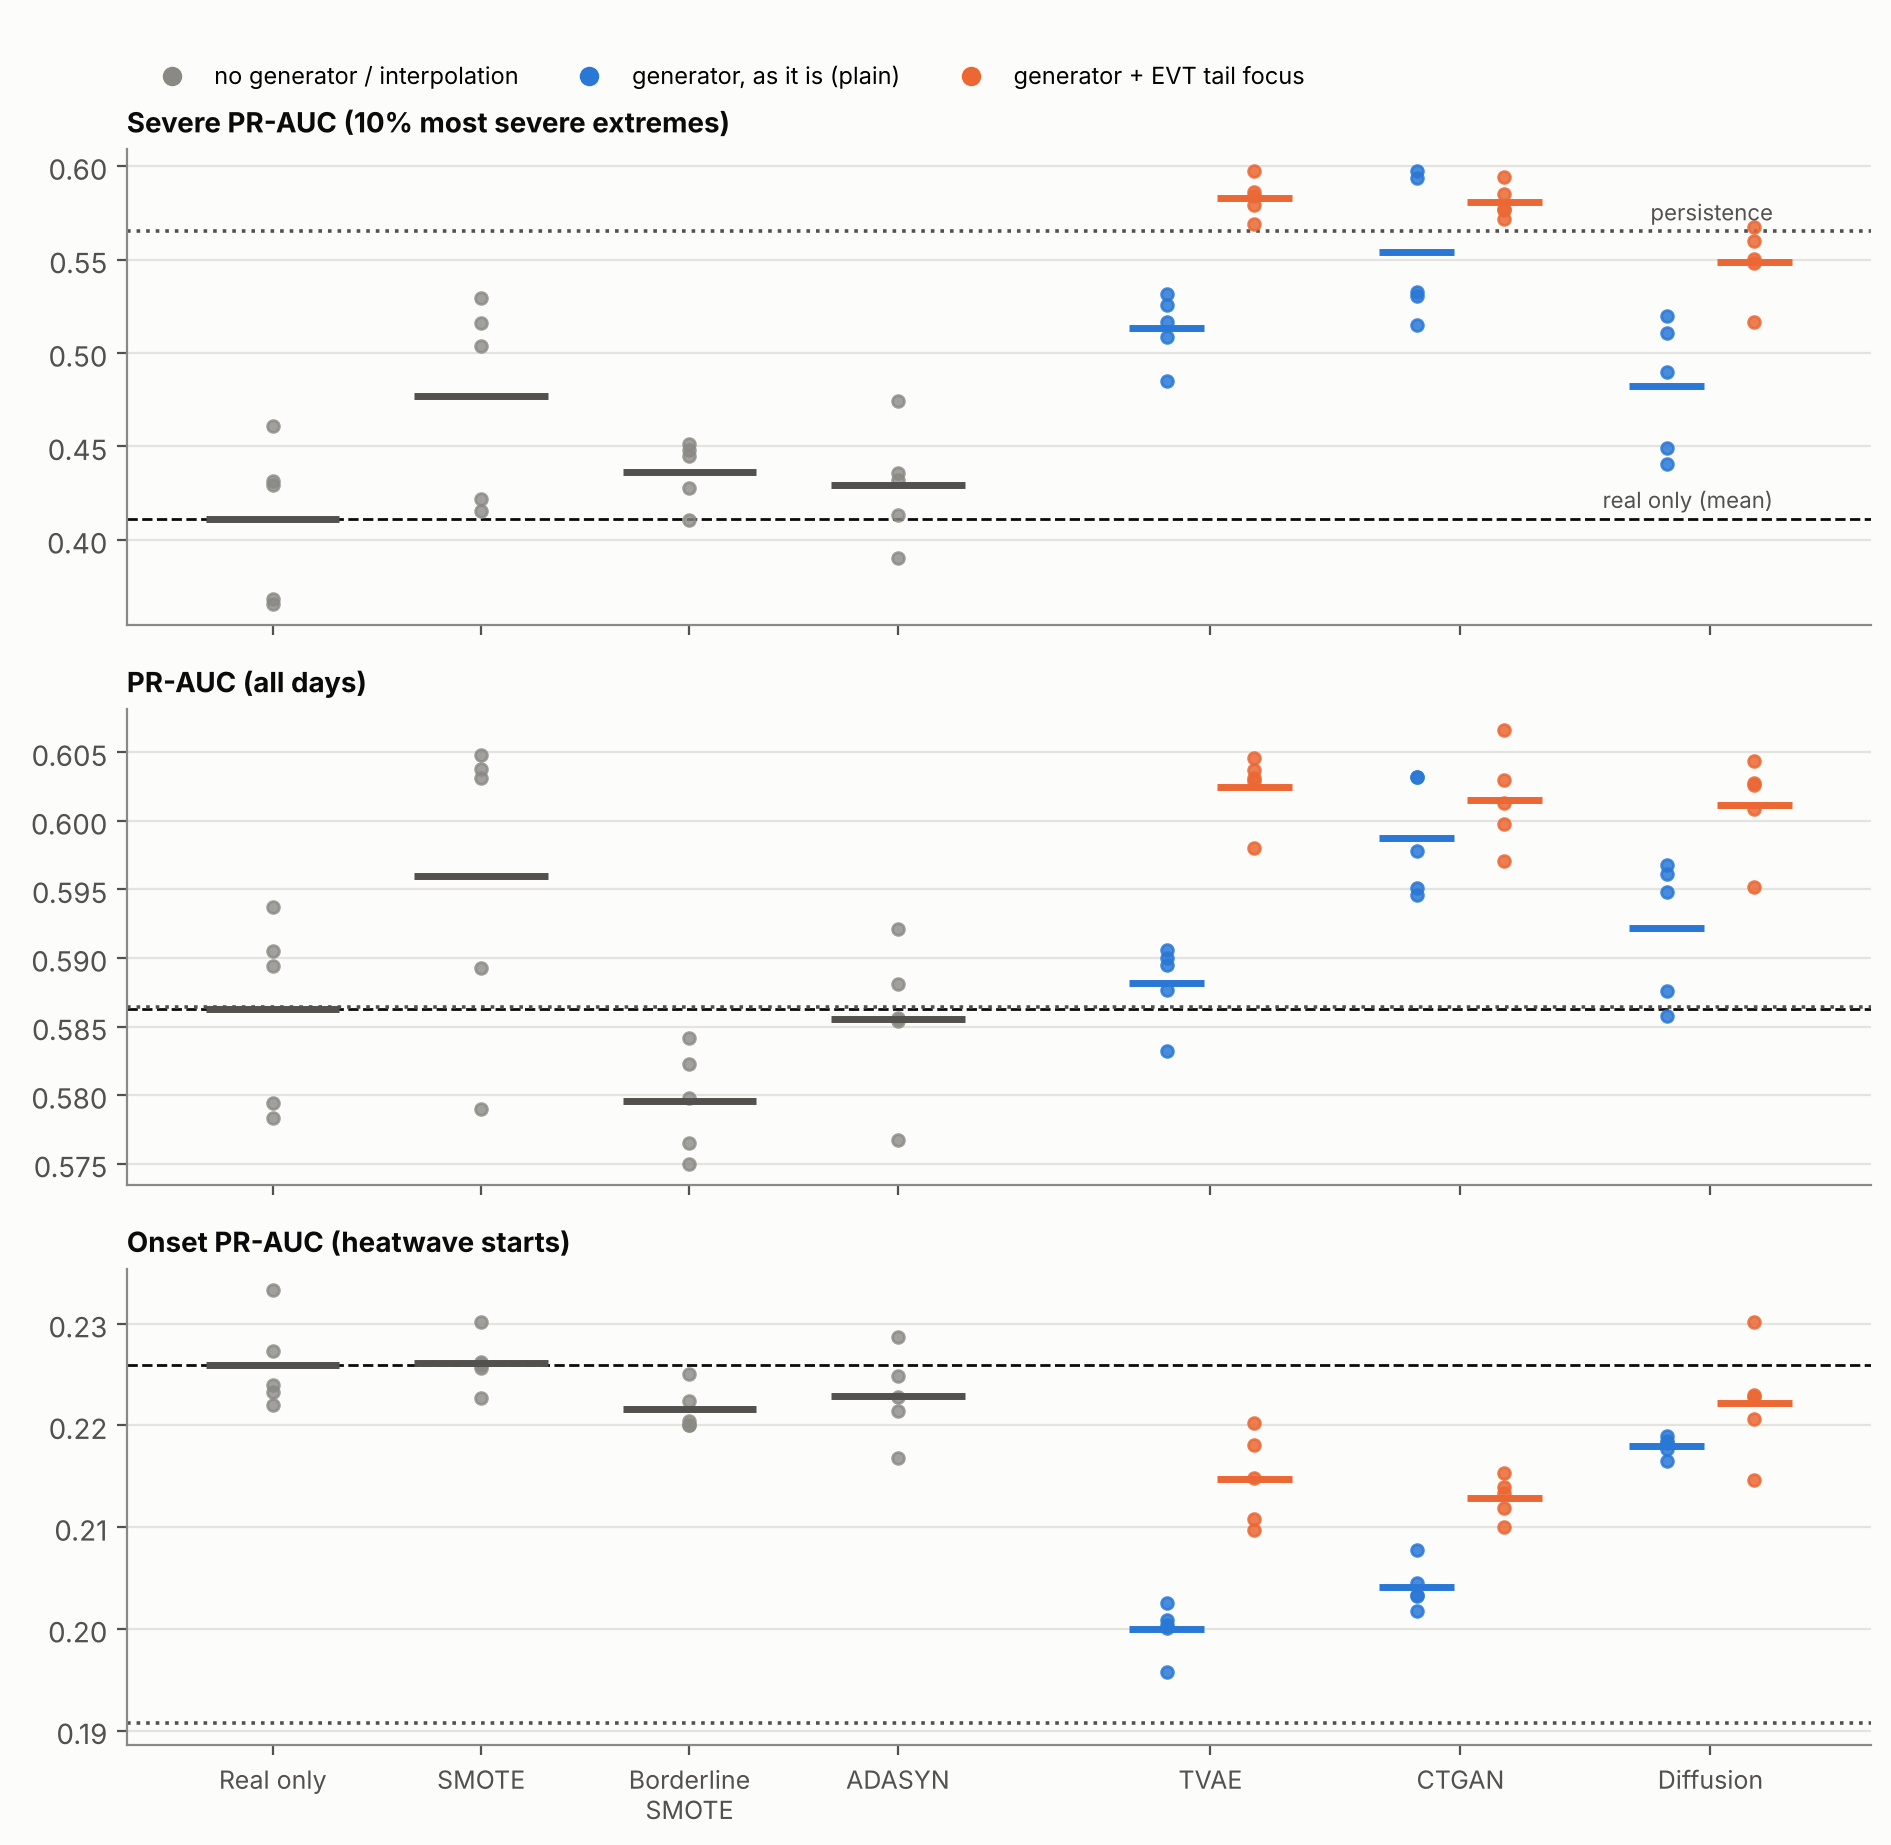 no generator / interpolation
generator, as it is (plain)
generator + EVT tail focus
Severe PR-AUC (10% most severe extremes)
0.60
persistence
0.55
0.50
0.45
real only (mean)
0.40
PR-AUC (all days)
0.605
0.600
0.595
0.590
0.585
0.580
0.575
Onset PR-AUC (heatwave starts)
0.23
0.22
0.21
0.20
0.19
Real only
SMOTE
Borderline
SMOTE
ADASYN
TVAE
CTGAN
Diffusion